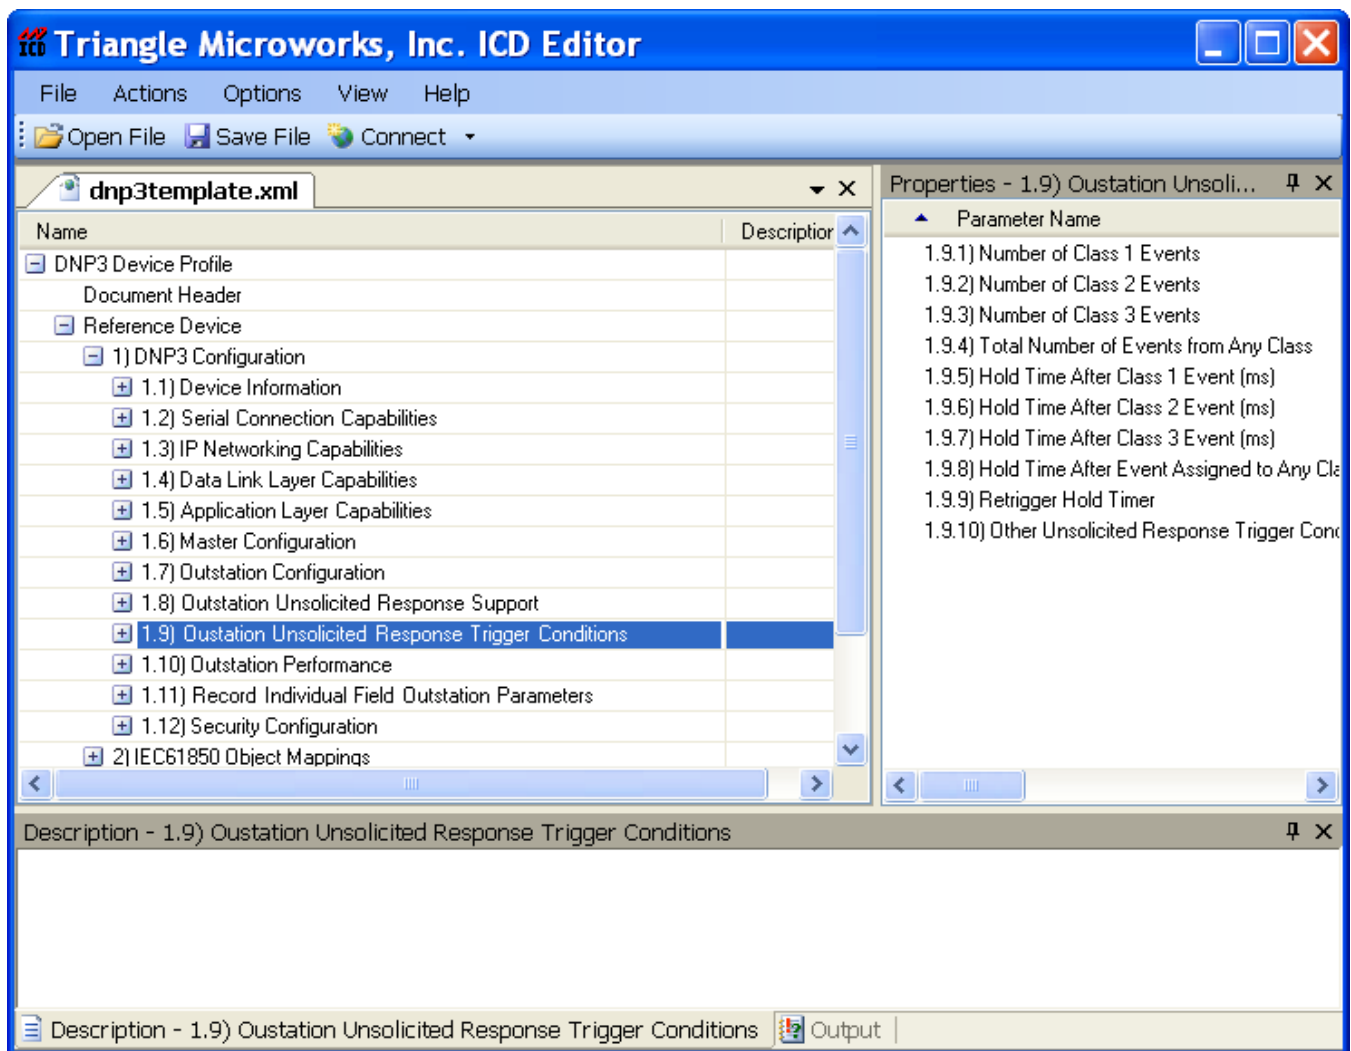 ICD Triangle Microworks, Inc. ICD Editor
File Actions Options View Help
Open File Save File Connect
dnp3template.xml
Name Description
DNP3 Device Profile
Document Header
Reference Device
1) DNP3 Configuration
1.1) Device Information
1.2) Serial Connection Capabilities
1.3) IP Networking Capabilities
1.4) Data Link Layer Capabilities
1.5) Application Layer Capabilities
1.6) Master Configuration
1.7) Outstation Configuration
1.8) Outstation Unsolicited Response Support
1.9) Oustation Unsolicited Response Trigger Conditions
1.10) Outstation Performance
1.11) Record Individual Field Outstation Parameters
1.12) Security Configuration
2) IEC61850 Object Mappings
Properties - 1.9) Oustation Unsoli...
Parameter Name
1.9.1) Number of Class 1 Events
1.9.2) Number of Class 2 Events
1.9.3) Number of Class 3 Events
1.9.4) Total Number of Events from Any Class
1.9.5) Hold Time After Class 1 Event (ms)
1.9.6) Hold Time After Class 2 Event (ms)
1.9.7) Hold Time After Class 3 Event (ms)
1.9.8) Hold Time After Event Assigned to Any Cla
1.9.9) Retrigger Hold Timer
1.9.10) Other Unsolicited Response Trigger Conc
Description - 1.9) Oustation Unsolicited Response Trigger Conditions
Description - 1.9) Oustation Unsolicited Response Trigger Conditions Output